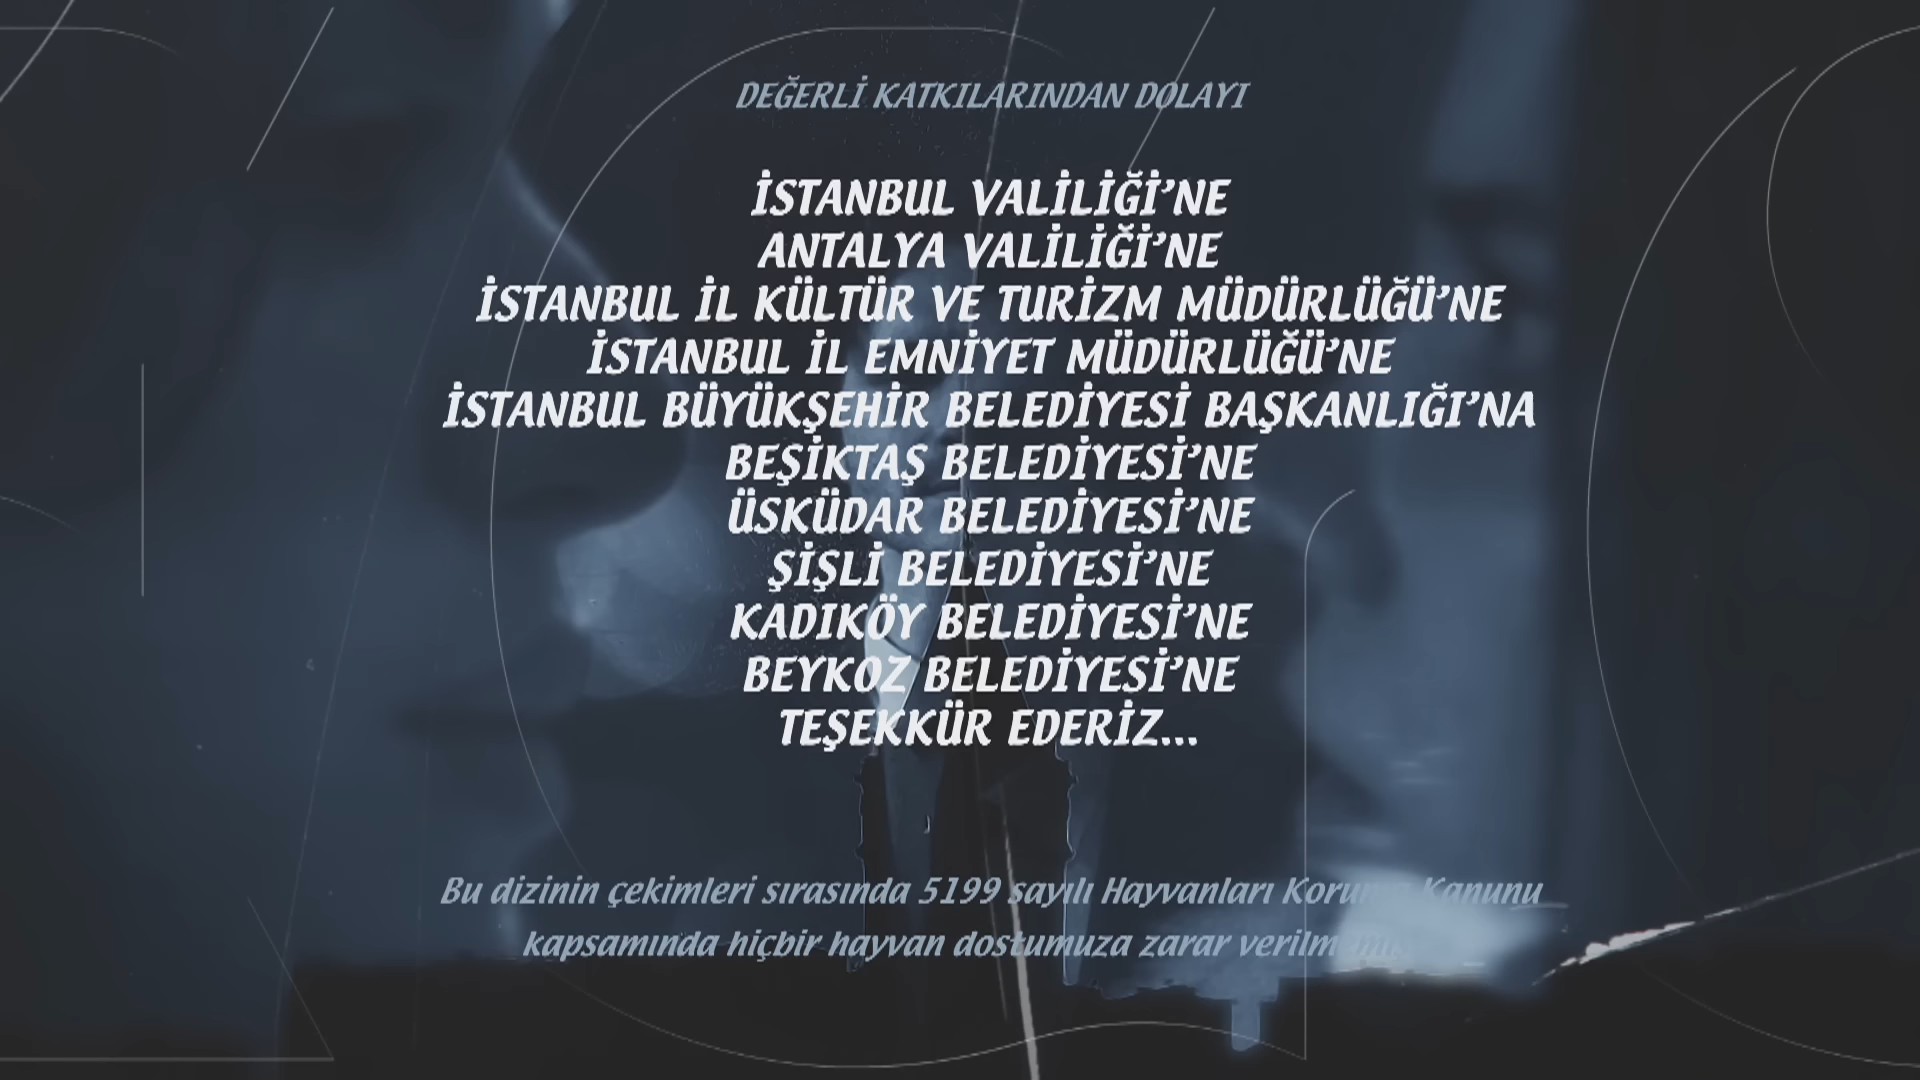 DEĞERLİ KATKILARINDAN DOLAYI
İSTANBUL VALİLİĞİ'NE
ANTALYA VALİLİĞİ'NE
İSTANBUL İL KÜLTÜR VE TURİZM MÜDÜRLÜĞÜ'NE
İSTANBUL İL EMNİYET MÜDÜRLÜĞÜ'NE
İSTANBUL BÜYÜKŞEHİR BELEDİYESİ BAŞKANLIĞI'NA
BEŞİKTAŞ BELEDİYESİ'NE
ÜSKÜDAR BELEDİYESİ'NE
ŞİŞLİ BELEDİYESİ'NE
KADIKÖY BELEDİYESİ'NE
BEYKOZ BELEDİYESİ'NE
TEŞEKKÜR EDERİZ...
Bu dizinin çekimleri sırasında 5199 sayılı Hayvanları Koruma Kanunu
kapsamında hiçbir hayvan dostumuza zarar verilmemiştir